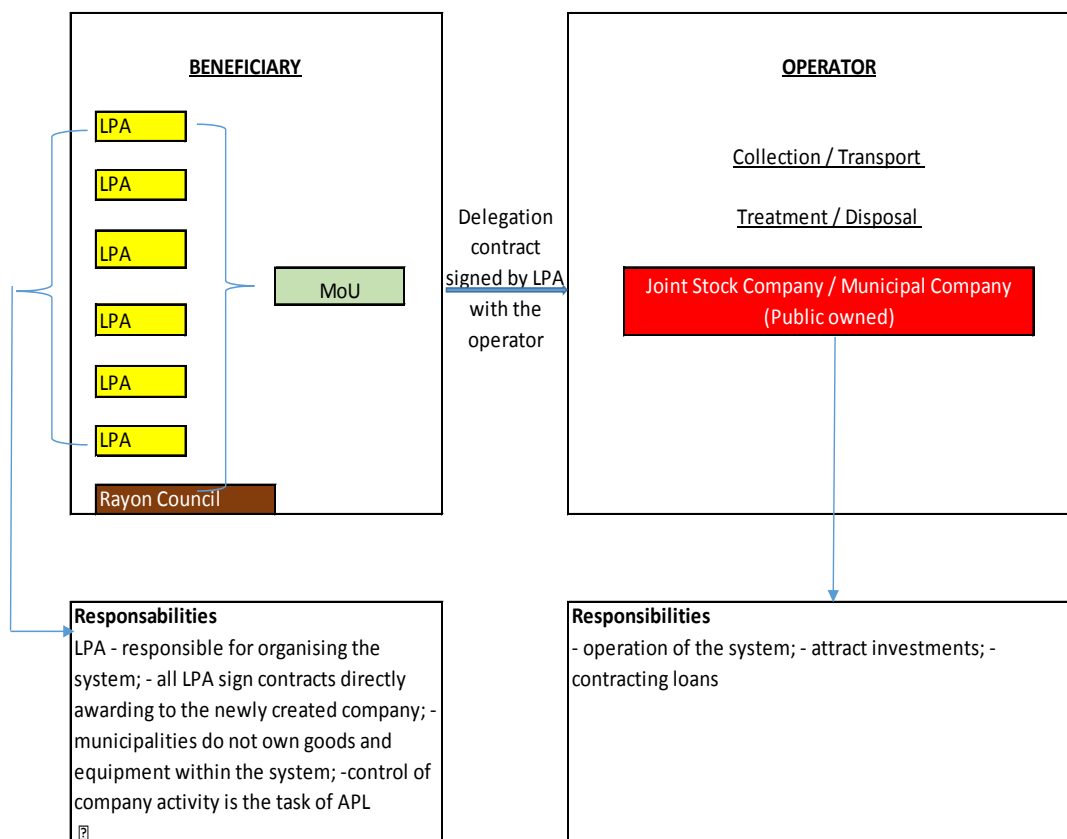 BENEFICIARY
LPA
LPA
LPA
LPA
LPA
LPA
Rayon Council
MoU
Delegation
contract
signed by LPA
with the
operator
OPERATOR
Collection / Transport
Treatment / Disposal
Joint Stock Company / Municipal Company
(Public owned)
Responsabilities
LPA - responsible for organising the
system; - all LPA sign contracts directly
awarding to the newly created company; -
municipalities do not own goods and
equipment within the system; -control of
company activity is the task of APL
Responsibilities
- operation of the system; - attract investments; -
contracting loans